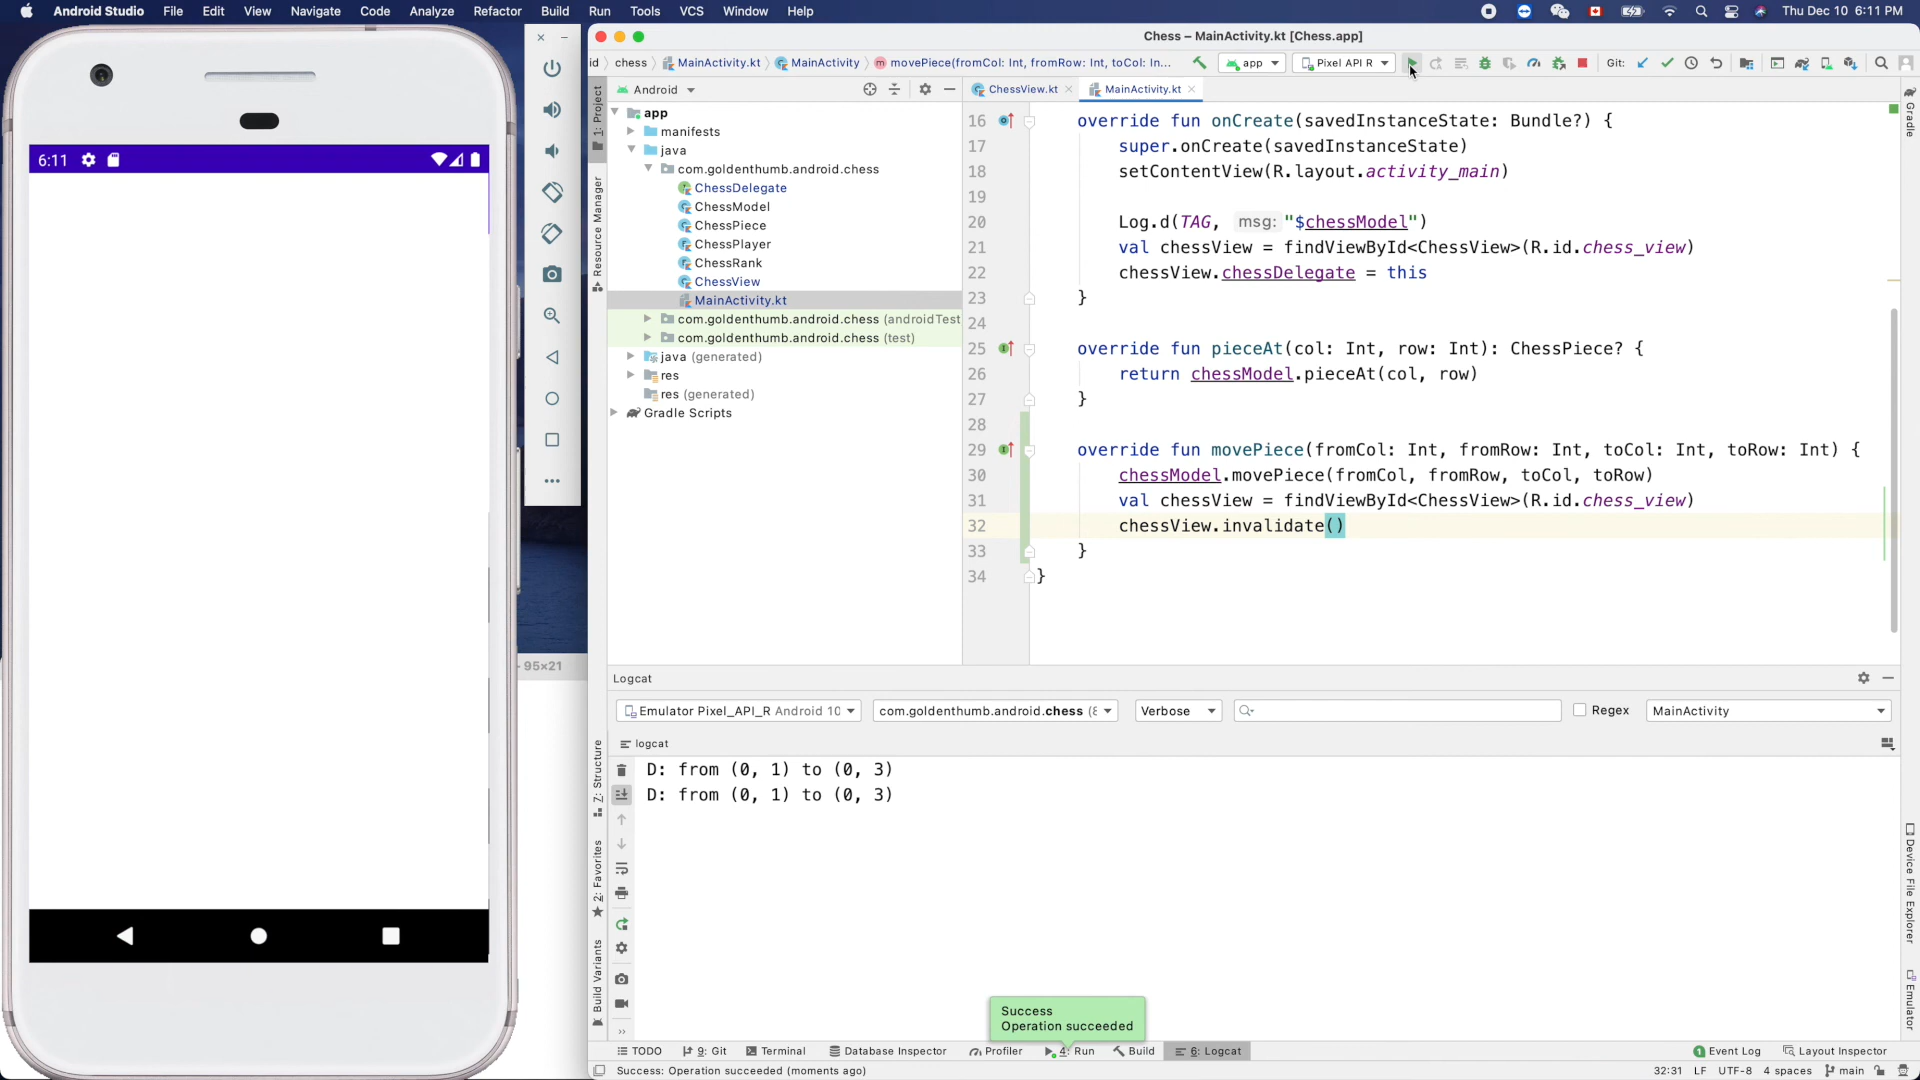 Android Studio File Edit View Navigate Code Analyze Refactor Build Run Tools VCS Window Help Thu Dec 10 6:11 PM
Chess – MainActivity.kt [Chess.app]
id chess MainActivity.kt MainActivity movePiece(fromCol: Int, fromRow: Int, toCol: In... app Pixel API R Git:
Android ChessView.kt MainActivity.kt
1: Project
Resource Manager
Z: Structure
2: Favorites
Build Variants
Gradle
Device File Explorer
Emulator
6:11
95×21
app
manifests
java
com.goldenthumb.android.chess
ChessDelegate
ChessModel
ChessPiece
ChessPlayer
ChessRank
ChessView
MainActivity.kt
com.goldenthumb.android.chess (androidTest
com.goldenthumb.android.chess (test)
java (generated)
res
res (generated)
Gradle Scripts
16 override fun onCreate(savedInstanceState: Bundle?) {
17 super.onCreate(savedInstanceState)
18 setContentView(R.layout.activity_main)
19
20 Log.d(TAG, msg: "$chessModel")
21 val chessView = findViewById<ChessView>(R.id.chess_view)
22 chessView.chessDelegate = this
23 }
24
25 override fun pieceAt(col: Int, row: Int): ChessPiece? {
26 return chessModel.pieceAt(col, row)
27 }
28
29 override fun movePiece(fromCol: Int, fromRow: Int, toCol: Int, toRow: Int) {
30 chessModel.movePiece(fromCol, fromRow, toCol, toRow)
31 val chessView = findViewById<ChessView>(R.id.chess_view)
32 chessView.invalidate()
33 }
34 }
Logcat
Emulator Pixel_API_R Android 10 com.goldenthumb.android.chess Verbose Regex MainActivity
logcat
D: from (0, 1) to (0, 3)
D: from (0, 1) to (0, 3)
Success
Operation succeeded
TODO 9: Git Terminal Database Inspector Profiler 4: Run Build 6: Logcat 1 Event Log Layout Inspector
Success: Operation succeeded (moments ago) 32:31 LF UTF-8 4 spaces main